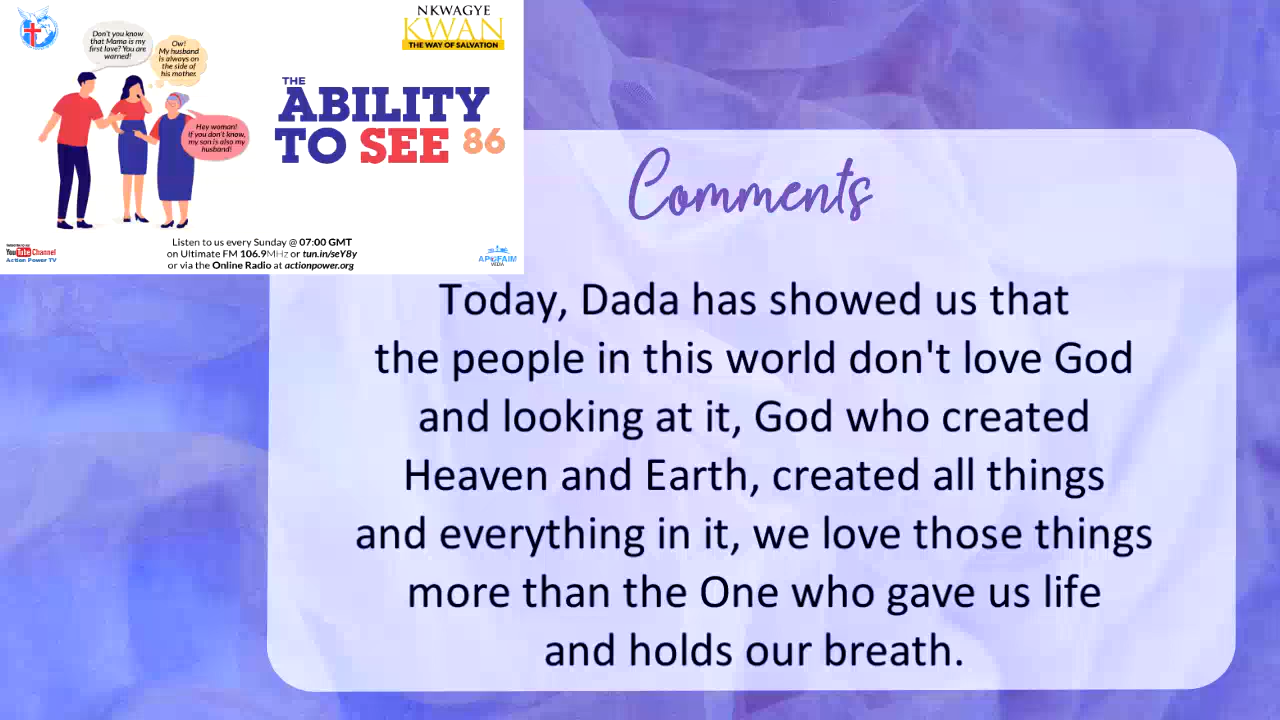 Don't you know
that Mama is my
first love? You are
warned!
Ow!
My husband
is always on
the side of
his mother.
Hey woman!
If you don't know,
my son is also my
husband!
NKWAGYE
KWAN
THE WAY OF SALVATION
THE
ABILITY
TO SEE 86
YouTube Channel
Action Power TV
Listen to us every Sunday @ 07:00 GMT
on Ultimate FM 106.9MHz or tun.in/seY8y
or via the Online Radio at actionpower.org
Comments
Today, Dada has showed us that
the people in this world don't love God
and looking at it, God who created
Heaven and Earth, created all things
and everything in it, we love those things
more than the One who gave us life
and holds our breath.